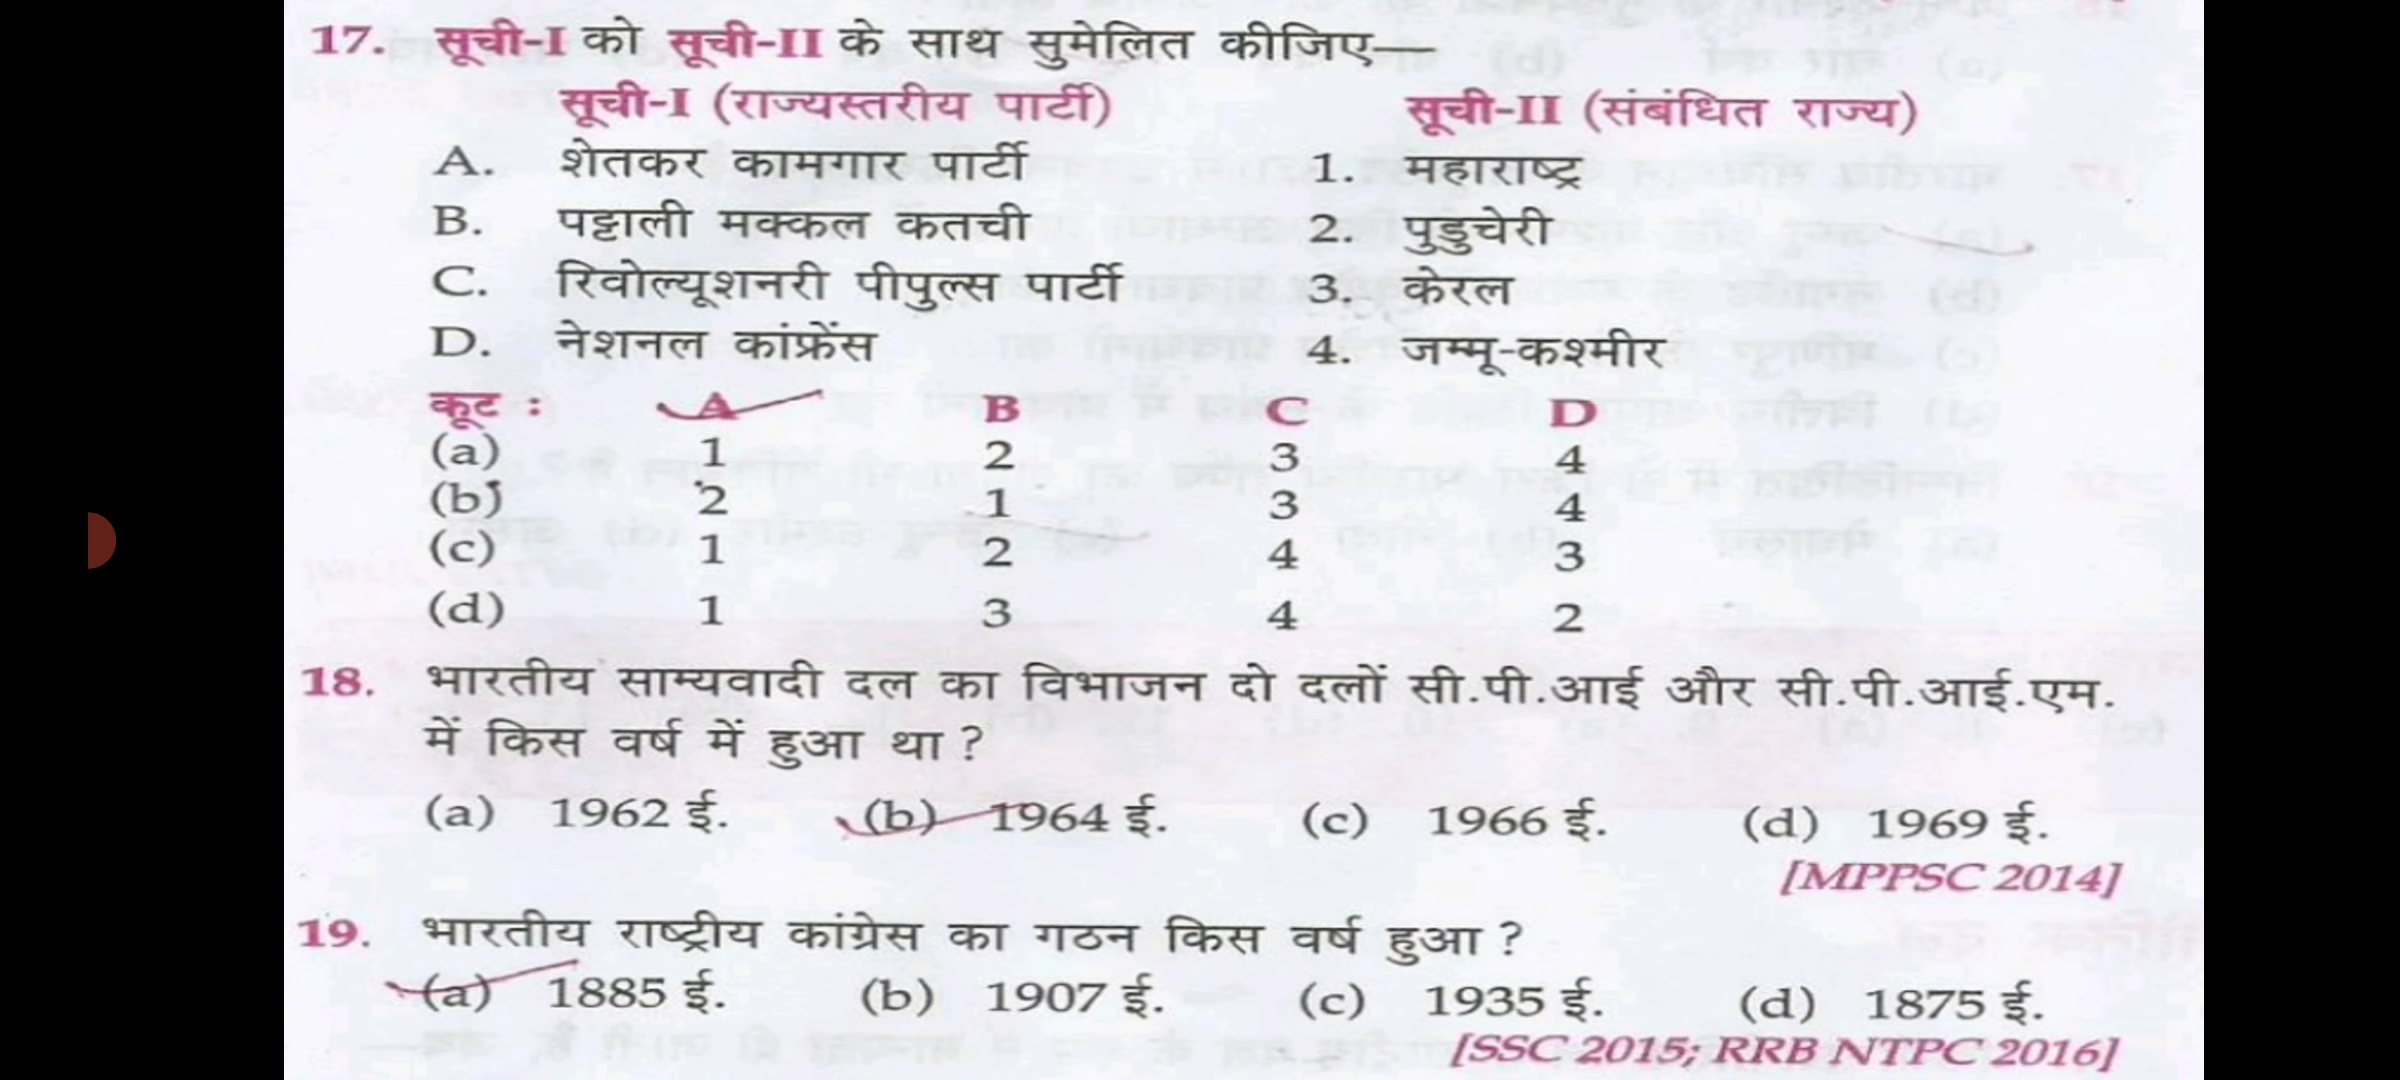 17. सूची-I को सूची-II के साथ सुमेलित कीजिए—
सूची-I (राज्यस्तरीय पार्टी) सूची-II (संबंधित राज्य)
A. शेतकर कामगार पार्टी 1. महाराष्ट्र
B. पट्टाली मक्कल कतची 2. पुडुचेरी
C. रिवोल्यूशनरी पीपुल्स पार्टी 3. केरल
D. नेशनल कांफ्रेंस 4. जम्मू-कश्मीर
कूट : A B C D
(a) 1 2 3 4
(b) 2 1 3 4
(c) 1 2 4 3
(d) 1 3 4 2
18. भारतीय साम्यवादी दल का विभाजन दो दलों सी.पी.आई और सी.पी.आई.एम.
में किस वर्ष में हुआ था ?
(a) 1962 ई. (b) 1964 ई. (c) 1966 ई. (d) 1969 ई.
[MPPSC 2014]
19. भारतीय राष्ट्रीय कांग्रेस का गठन किस वर्ष हुआ ?
(a) 1885 ई. (b) 1907 ई. (c) 1935 ई. (d) 1875 ई.
[SSC 2015; RRB NTPC 2016]